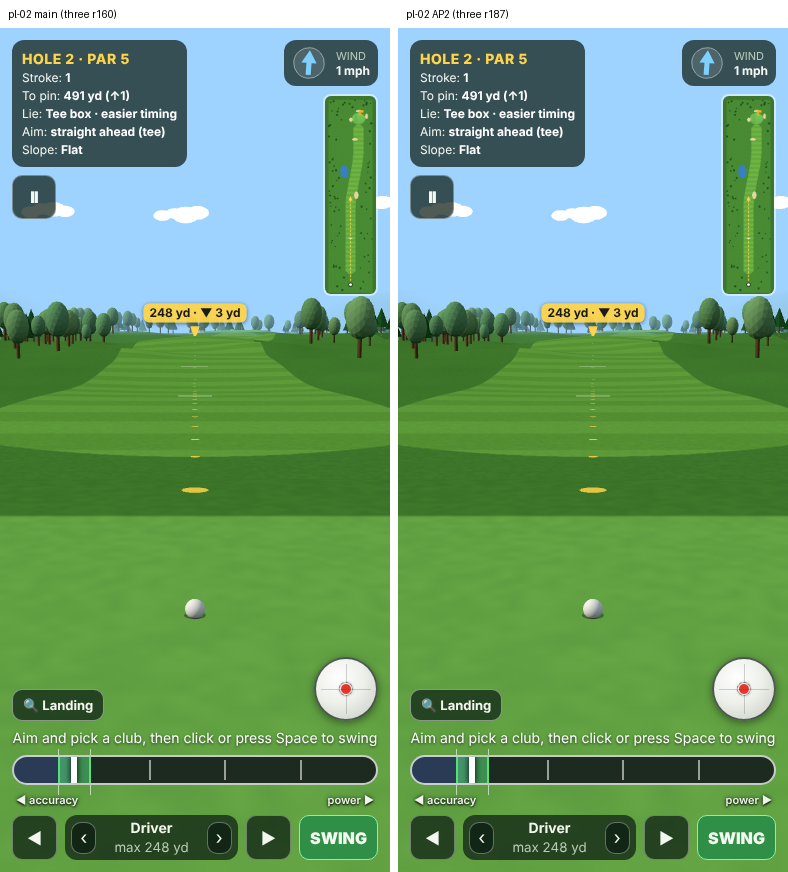 pl-02 main (three r160)
HOLE 2 · PAR 5
Stroke: 1
To pin: 491 yd (↑1)
Lie: Tee box · easier timing
Aim: straight ahead (tee)
Slope: Flat
WIND
1 mph
248 yd · ▼ 3 yd
🔍 Landing
Aim and pick a club, then click or press Space to swing
◀ accuracy
power ▶
◀
‹
Driver
max 248 yd
›
▶
SWING
pl-02 AP2 (three r187)
HOLE 2 · PAR 5
Stroke: 1
To pin: 491 yd (↑1)
Lie: Tee box · easier timing
Aim: straight ahead (tee)
Slope: Flat
WIND
1 mph
248 yd · ▼ 3 yd
🔍 Landing
Aim and pick a club, then click or press Space to swing
◀ accuracy
power ▶
◀
‹
Driver
max 248 yd
›
▶
SWING